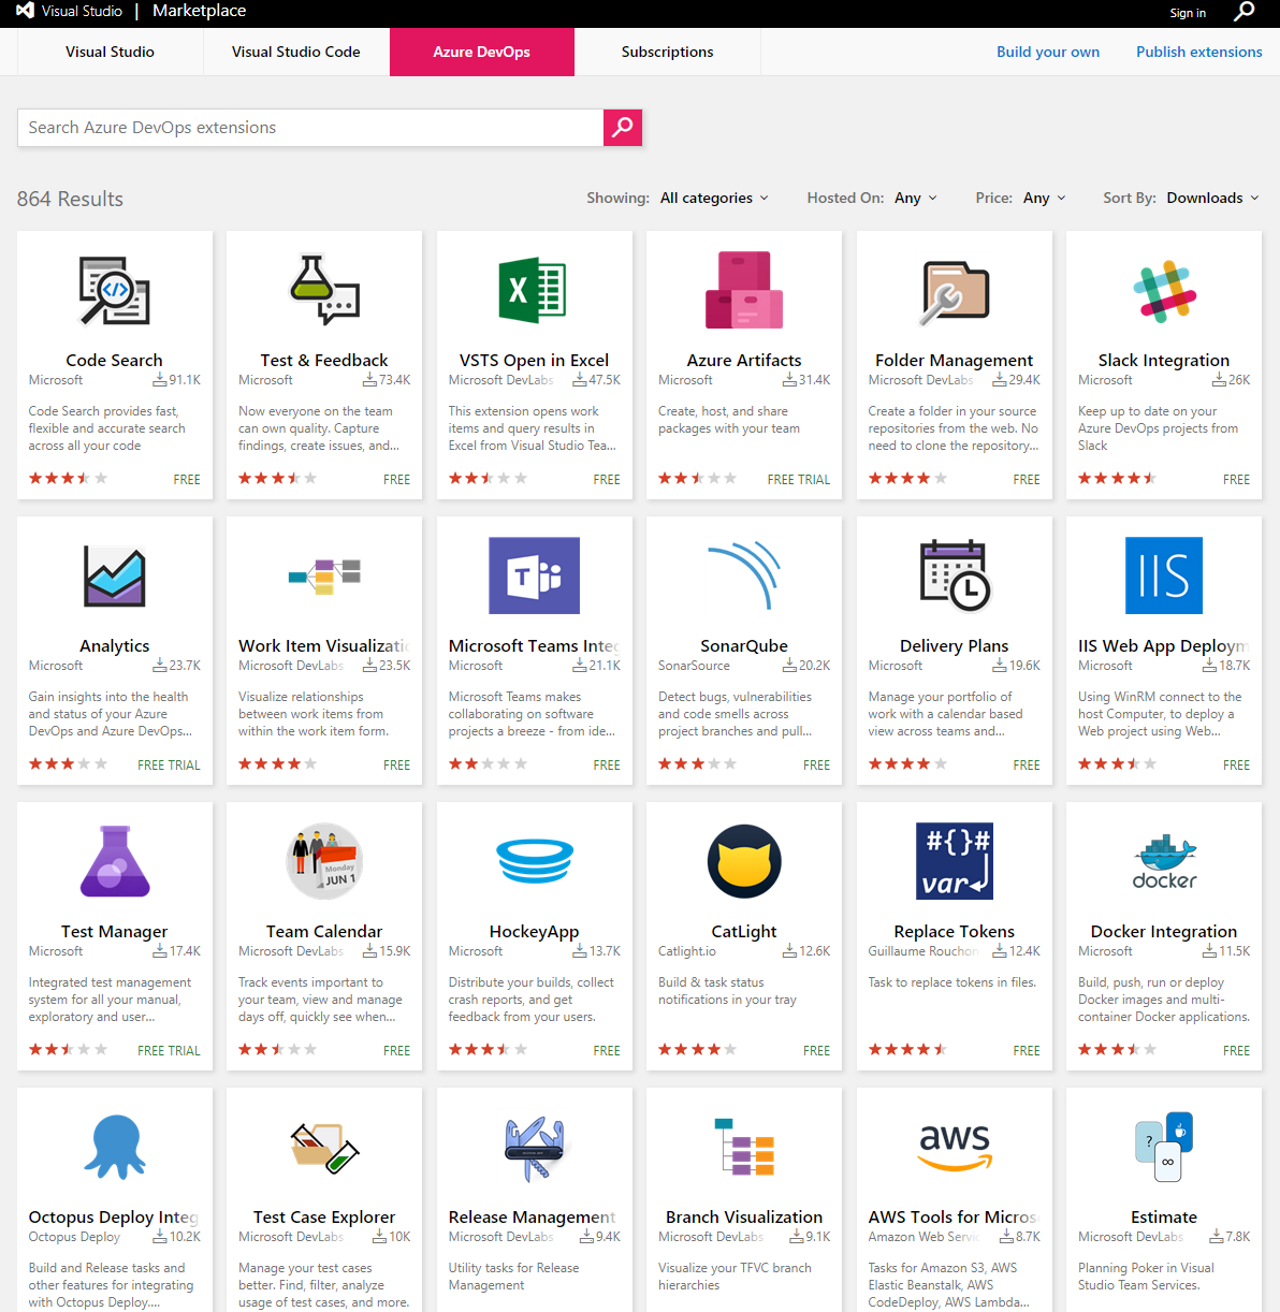 Visual Studio | Marketplace
Sign in
Visual Studio
Visual Studio Code
Azure DevOps
Subscriptions
Build your own
Publish extensions
Search Azure DevOps extensions
864 Results
Showing: All categories
Hosted On: Any
Price: Any
Sort By: Downloads
Code Search
Microsoft 91.1K
Code Search provides fast,
flexible and accurate search
across all your code
FREE
Test & Feedback
Microsoft 73.4K
Now everyone on the team
can own quality. Capture
findings, create issues, and...
FREE
X
VSTS Open in Excel
Microsoft DevLabs 47.5K
This extension opens work
items and query results in
Excel from Visual Studio Tea...
FREE
Azure Artifacts
Microsoft 31.4K
Create, host, and share
packages with your team
FREE TRIAL
Folder Management
Microsoft DevLabs 29.4K
Create a folder in your source
repositories from the web. No
need to clone the repository...
FREE
Slack Integration
Microsoft 26K
Keep up to date on your
Azure DevOps projects from
Slack
FREE
Analytics
Microsoft 23.7K
Gain insights into the health
and status of your Azure
DevOps and Azure DevOps...
FREE TRIAL
Work Item Visualizatio
Microsoft DevLabs 23.5K
Visualize relationships
between work items from
within the work item form.
FREE
T
Microsoft Teams Integ
Microsoft 21.1K
Microsoft Teams makes
collaborating on software
projects a breeze - from ide...
FREE
SonarQube
SonarSource 20.2K
Detect bugs, vulnerabilities
and code smells across
project branches and pull...
FREE
Delivery Plans
Microsoft 19.6K
Manage your portfolio of
work with a calendar based
view across teams and...
FREE
IIS
IIS Web App Deploym
Microsoft 18.7K
Using WinRM connect to the
host Computer, to deploy a
Web project using Web...
FREE
Test Manager
Microsoft 17.4K
Integrated test management
system for all your manual,
exploratory and user...
FREE TRIAL
Monday
JUN 1
Team Calendar
Microsoft DevLabs 15.9K
Track events important to
your team, view and manage
days off, quickly see when...
FREE
HockeyApp
Microsoft 13.7K
Distribute your builds, collect
crash reports, and get
feedback from your users.
FREE
CatLight
Catlight.io 12.6K
Build & task status
notifications in your tray
FREE
#{}#
var
Replace Tokens
Guillaume Rouchon 12.4K
Task to replace tokens in files.
FREE
docker
Docker Integration
Microsoft 11.5K
Build, push, run or deploy
Docker images and multi-
container Docker applications.
FREE
Octopus Deploy Integ
Octopus Deploy 10.2K
Build and Release tasks and
other features for integrating
with Octopus Deploy....
Test Case Explorer
Microsoft DevLabs 10K
Manage your test cases
better. Find, filter, analyze
usage of test cases, and more.
Release Management
Microsoft DevLabs 9.4K
Utility tasks for Release
Management
Branch Visualization
Microsoft DevLabs 9.1K
Visualize your TFVC branch
hierarchies
aws
AWS Tools for Micros
Amazon Web Servic 8.7K
Tasks for Amazon S3, AWS
Elastic Beanstalk, AWS
CodeDeploy, AWS Lambda...
?
∞
Estimate
Microsoft DevLabs 7.8K
Planning Poker in Visual
Studio Team Services.